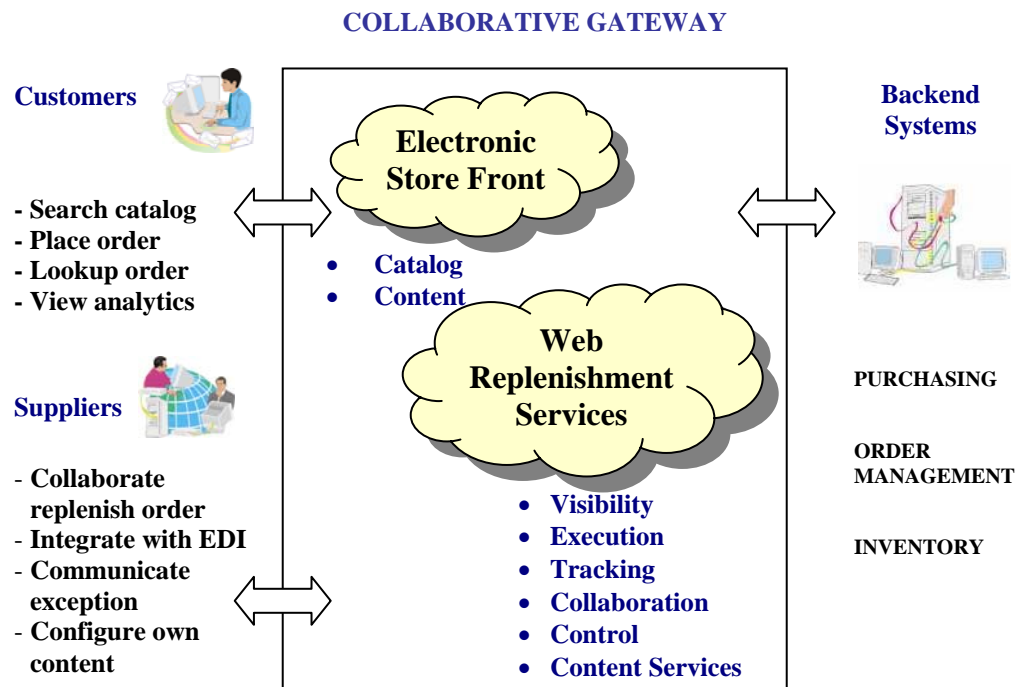 COLLABORATIVE GATEWAY
Customers
- Search catalog
- Place order
- Lookup order
- View analytics
Suppliers
- Collaborate
replenish order
- Integrate with EDI
- Communicate
exception
- Configure own
content
Electronic
Store Front
• Catalog
• Content
Web
Replenishment
Services
• Visibility
• Execution
• Tracking
• Collaboration
• Control
• Content Services
Backend
Systems
PURCHASING
ORDER
MANAGEMENT
INVENTORY